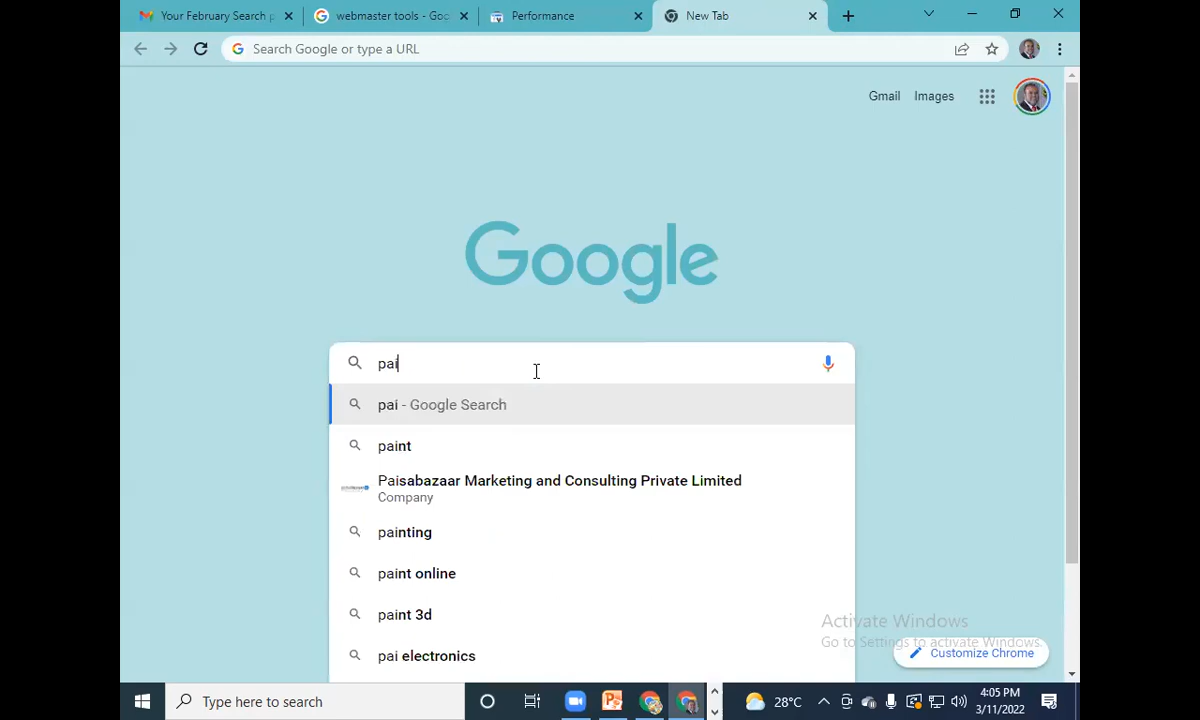 Your February Search p
webmaster tools - Goo
Performance
New Tab
Search Google or type a URL
Gmail
Images
Google
pai
pai - Google Search
paint
Paisabazaar Marketing and Consulting Private Limited
Company
painting
paint online
paint 3d
pai electronics
Activate Windows
Go to Settings to activate Windows.
Customize Chrome
Type here to search
28°C
4:05 PM
3/11/2022